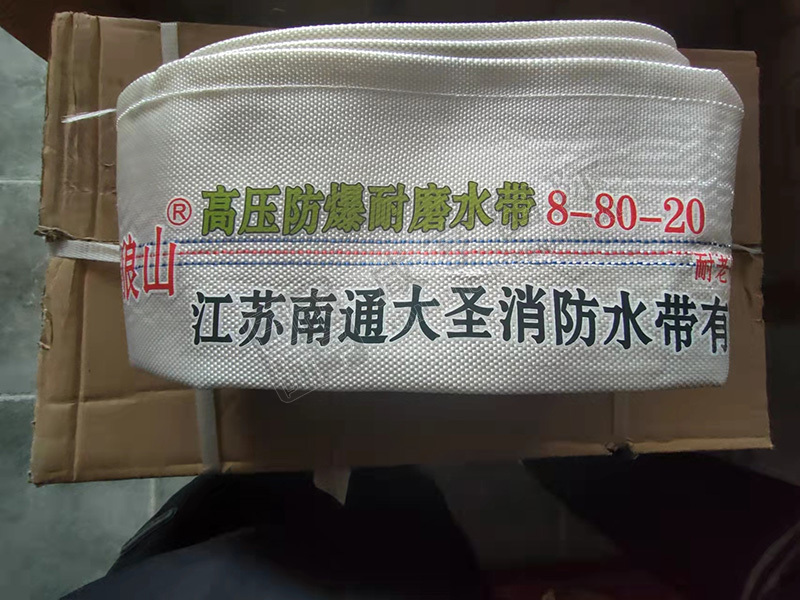 ® 高压防爆耐磨水带 8-80-20
狼山
耐老
江苏南通大圣消防水带有